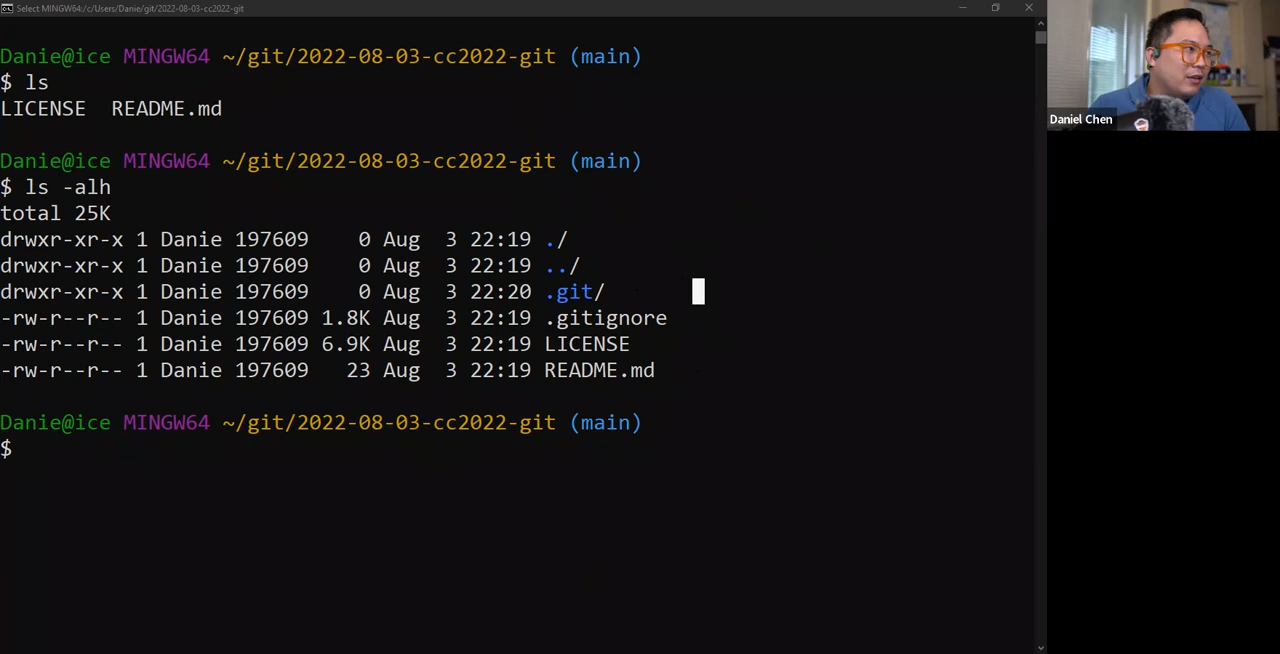 Select MINGW64:/c/Users/Danie/git/2022-08-03-cc2022-git
Danie@ice MINGW64 ~/git/2022-08-03-cc2022-git (main)
$ ls
LICENSE  README.md
Danie@ice MINGW64 ~/git/2022-08-03-cc2022-git (main)
$ ls -alh
total 25K
drwxr-xr-x 1 Danie 197609    0 Aug  3 22:19 ./
drwxr-xr-x 1 Danie 197609    0 Aug  3 22:19 ../
drwxr-xr-x 1 Danie 197609    0 Aug  3 22:20 .git/
-rw-r--r-- 1 Danie 197609 1.8K Aug  3 22:19 .gitignore
-rw-r--r-- 1 Danie 197609 6.9K Aug  3 22:19 LICENSE
-rw-r--r-- 1 Danie 197609   23 Aug  3 22:19 README.md
Danie@ice MINGW64 ~/git/2022-08-03-cc2022-git (main)
$
Daniel Chen